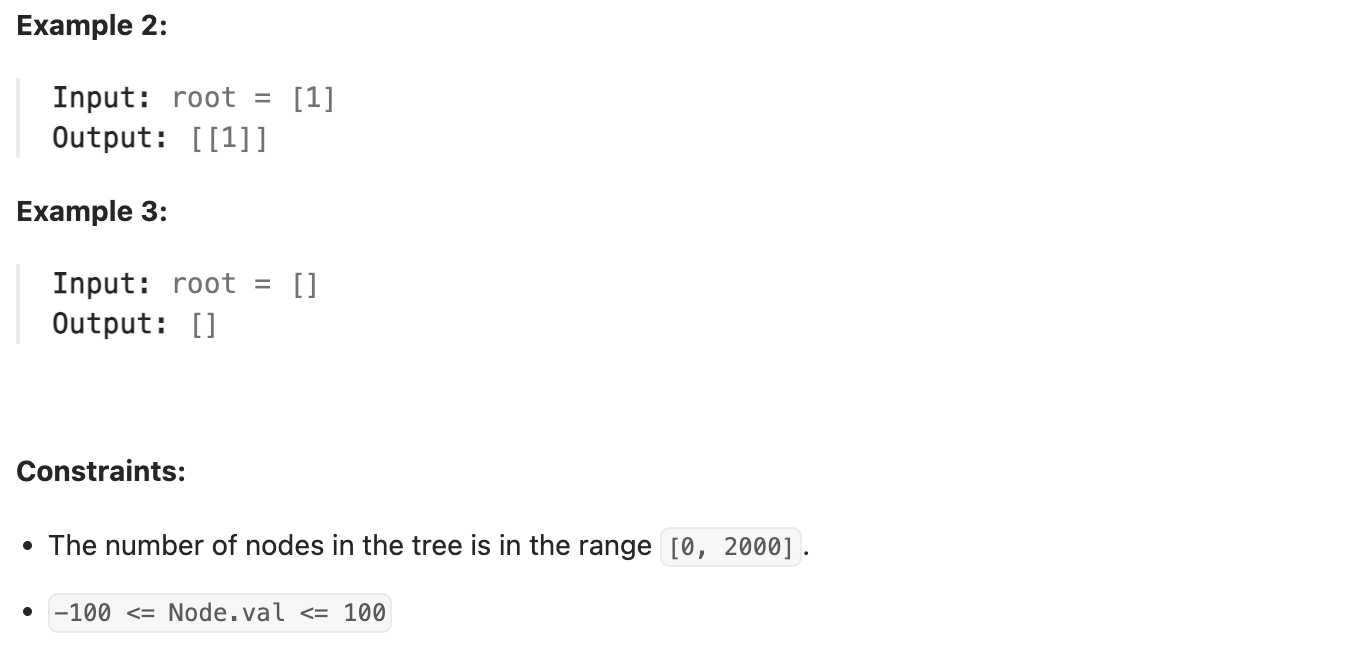 Example 2:
Input: root = [1]
Output: [[1]]
Example 3:
Input: root = []
Output: []
Constraints:
• The number of nodes in the tree is in the range [0, 2000].
• -100 <= Node.val <= 100